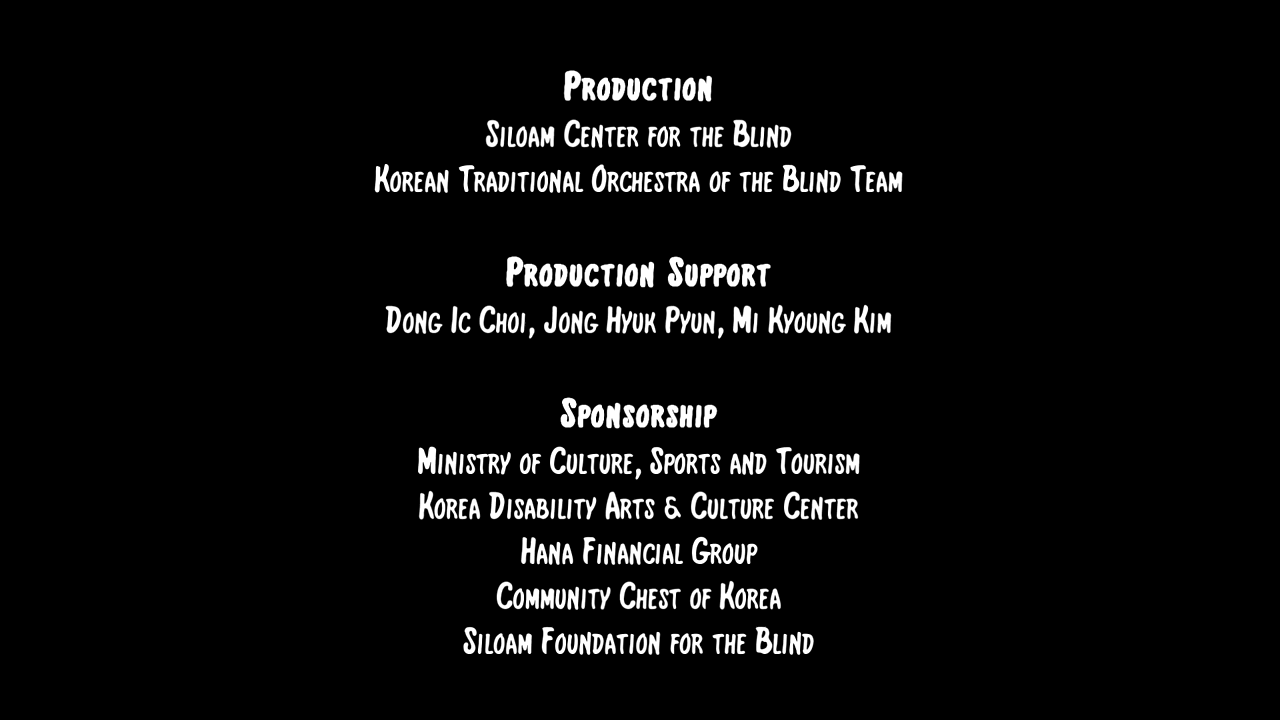 Production
Siloam Center for the Blind
Korean Traditional Orchestra of the Blind Team
Production Support
Dong Ic Choi, Jong Hyuk Pyun, Mi Kyoung Kim
Sponsorship
Ministry of Culture, Sports and Tourism
Korea Disability Arts & Culture Center
Hana Financial Group
Community Chest of Korea
Siloam Foundation for the Blind